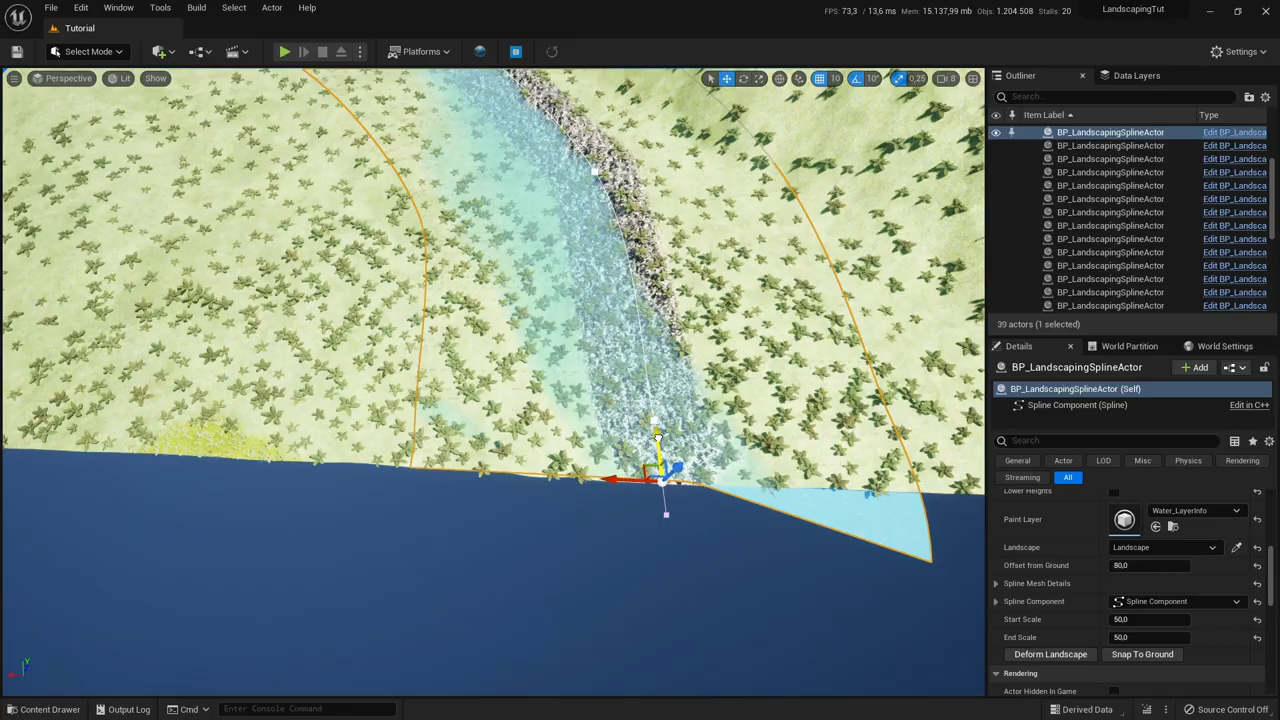 File Edit Window Tools Build Select Actor Help
FPS: 73,3 / 13,6 ms Mem: 15.137,99 mb Objs: 1.204.508 Stalls: 20
LandscapingTut
Tutorial
Select Mode
Platforms
Settings
Perspective Lit Show
10 10° 0,25 8
Outliner
Data Layers
Search...
Item Label Type
BP_LandscapingSplineActor Edit BP_Landsca
BP_LandscapingSplineActor Edit BP_Landsca
BP_LandscapingSplineActor Edit BP_Landsca
BP_LandscapingSplineActor Edit BP_Landsca
BP_LandscapingSplineActor Edit BP_Landsca
BP_LandscapingSplineActor Edit BP_Landsca
BP_LandscapingSplineActor Edit BP_Landsca
BP_LandscapingSplineActor Edit BP_Landsca
BP_LandscapingSplineActor Edit BP_Landsca
BP_LandscapingSplineActor Edit BP_Landsca
BP_LandscapingSplineActor Edit BP_Landsca
BP_LandscapingSplineActor Edit BP_Landsca
BP_LandscapingSplineActor Edit BP_Landsca
BP_LandscapingSplineActor Edit BP_Landsca
39 actors (1 selected)
Details World Partition World Settings
BP_LandscapingSplineActor
Add
BP_LandscapingSplineActor (Self)
Spline Component (Spline) Edit in C++
Search
General Actor LOD Misc Physics Rendering
Streaming All
Lower Heights
Paint Layer
Water_LayerInfo
Landscape Landscape
Offset from Ground 80,0
Spline Mesh Details
Spline Component Spline Component
Start Scale 50,0
End Scale 50,0
Deform Landscape Snap To Ground
Rendering
Actor Hidden In Game
Y
Content Drawer Output Log Cmd Enter Console Command
Derived Data Source Control Off